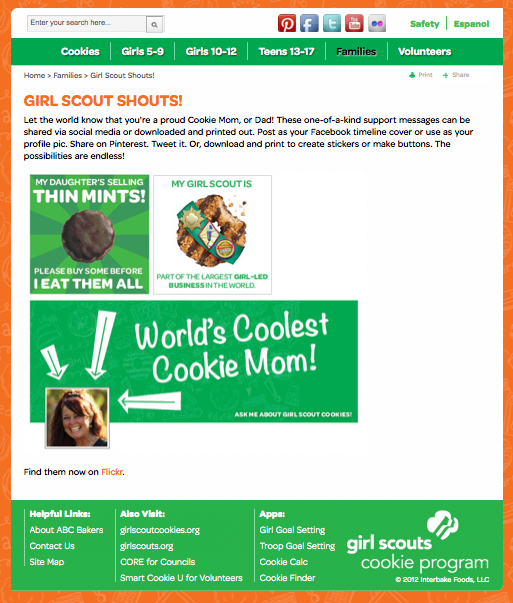 Enter your search here...
Safety Espanol
Cookies Girls 5-9 Girls 10-12 Teens 13-17 Families Volunteers
Home > Families > Girl Scout Shouts!
Print Share
GIRL SCOUT SHOUTS!
Let the world know that you're a proud Cookie Mom, or Dad! These one-of-a-kind support messages can be
shared via social media or downloaded and printed out. Post as your Facebook timeline cover or use as your
profile pic. Share on Pinterest. Tweet it. Or, download and print to create stickers or make buttons. The
possibilities are endless!
MY DAUGHTER'S SELLING
THIN MINTS!
PLEASE BUY SOME BEFORE
I EAT THEM ALL
MY GIRL SCOUT IS
PART OF THE LARGEST GIRL-LED
BUSINESS IN THE WORLD.
World's Coolest
Cookie Mom!
ASK ME ABOUT GIRL SCOUT COOKIES!
Find them now on Flickr.
Helpful Links:
About ABC Bakers
Contact Us
Site Map
Also Visit:
girlscoutcookies.org
girlscouts.org
CORE for Councils
Smart Cookie U for Volunteers
Apps:
Girl Goal Setting
Troop Goal Setting
Cookie Calc
Cookie Finder
girl scouts
cookie program
© 2012 Interbake Foods, LLC